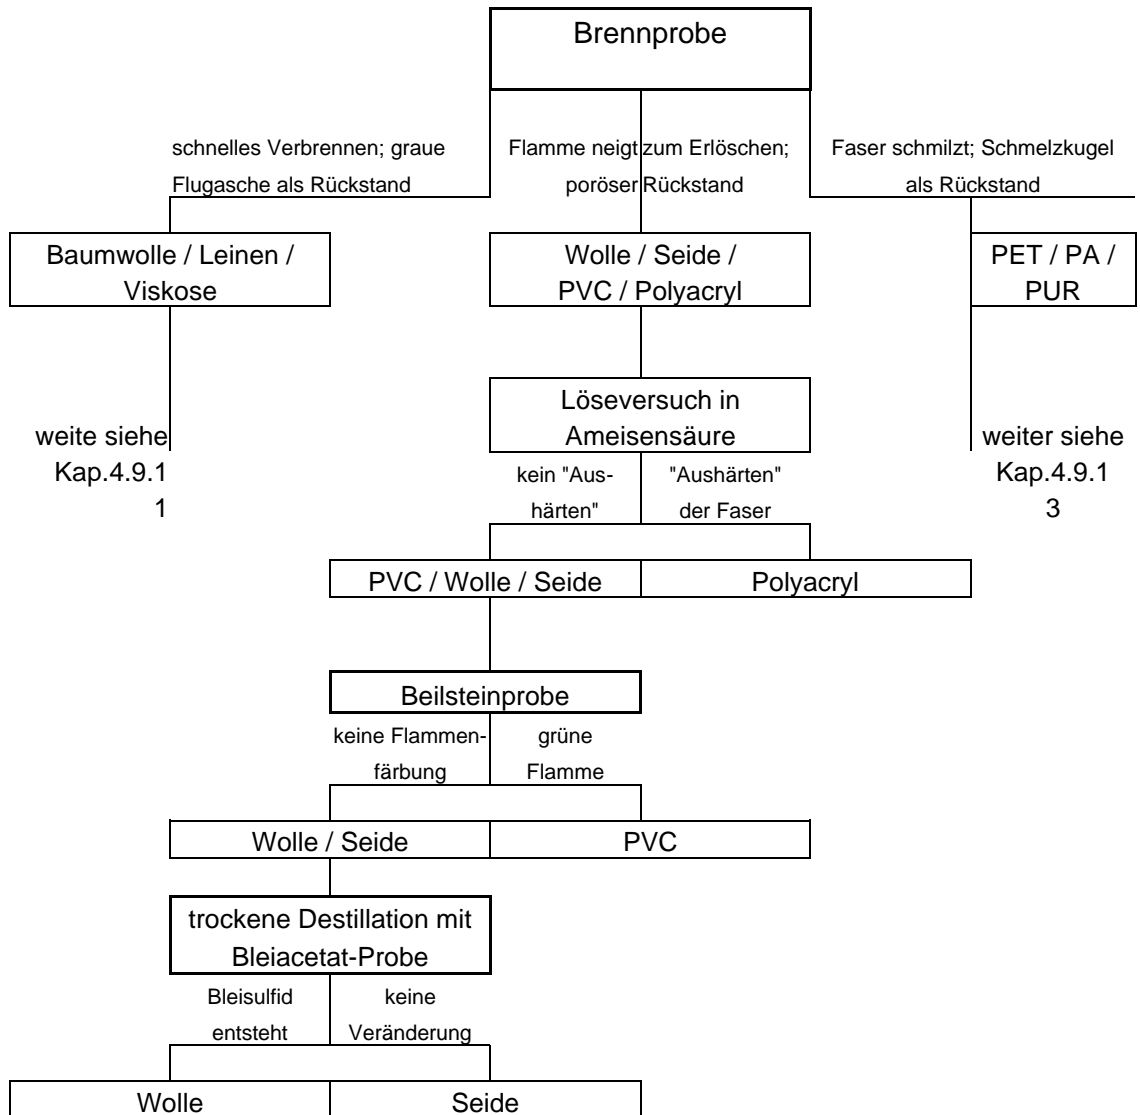 Brennprobe
schnelles Verbrennen; graue
Flugasche als Rückstand
Flamme neigt zum Erlöschen;
poröser Rückstand
Faser schmilzt; Schmelzkugel
als Rückstand
Baumwolle / Leinen /
Viskose
Wolle / Seide /
PVC / Polyacryl
PET / PA /
PUR
weite siehe
Kap.4.9.1
1
Löseversuch in
Ameisensäure
weiter siehe
Kap.4.9.1
3
kein "Aus-
härten"
"Aushärten"
der Faser
PVC / Wolle / Seide
Polyacryl
Beilsteinprobe
keine Flammen-
färbung
grüne
Flamme
Wolle / Seide
PVC
trockene Destillation mit
Bleiacetat-Probe
Bleisulfid
entsteht
keine
Veränderung
Wolle
Seide